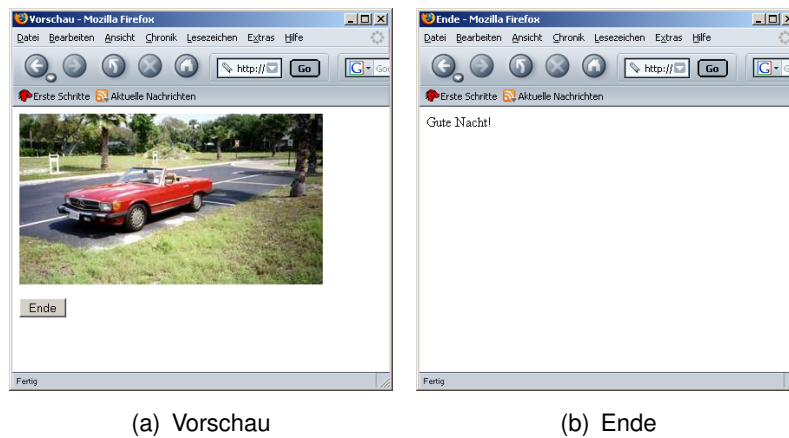 Vorschau - Mozilla Firefox
Datei Bearbeiten Ansicht Chronik Lesezeichen Extras Hilfe
http:// Go G
Erste Schritte Aktuelle Nachrichten
Ende
Fertig
(a) Vorschau
Ende - Mozilla Firefox
Datei Bearbeiten Ansicht Chronik Lesezeichen Extras Hilfe
http:// Go G
Erste Schritte Aktuelle Nachrichten
Gute Nacht!
Fertig
(b) Ende